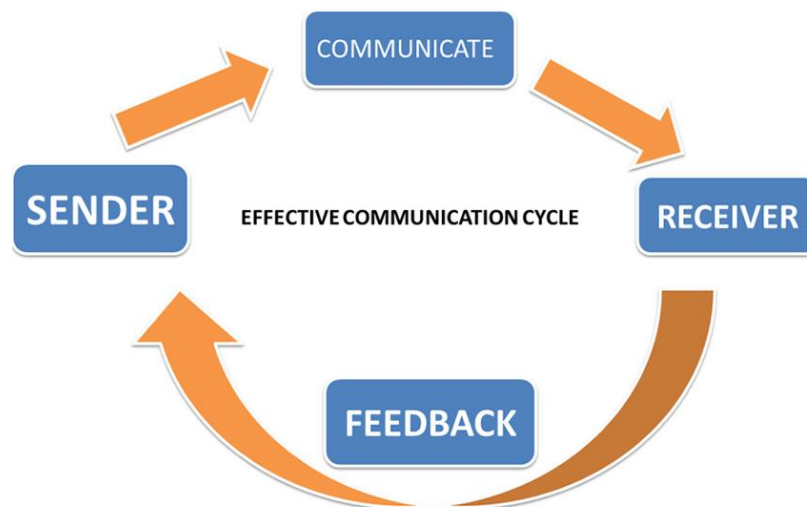 COMMUNICATE
SENDER
EFFECTIVE COMMUNICATION CYCLE
RECEIVER
FEEDBACK